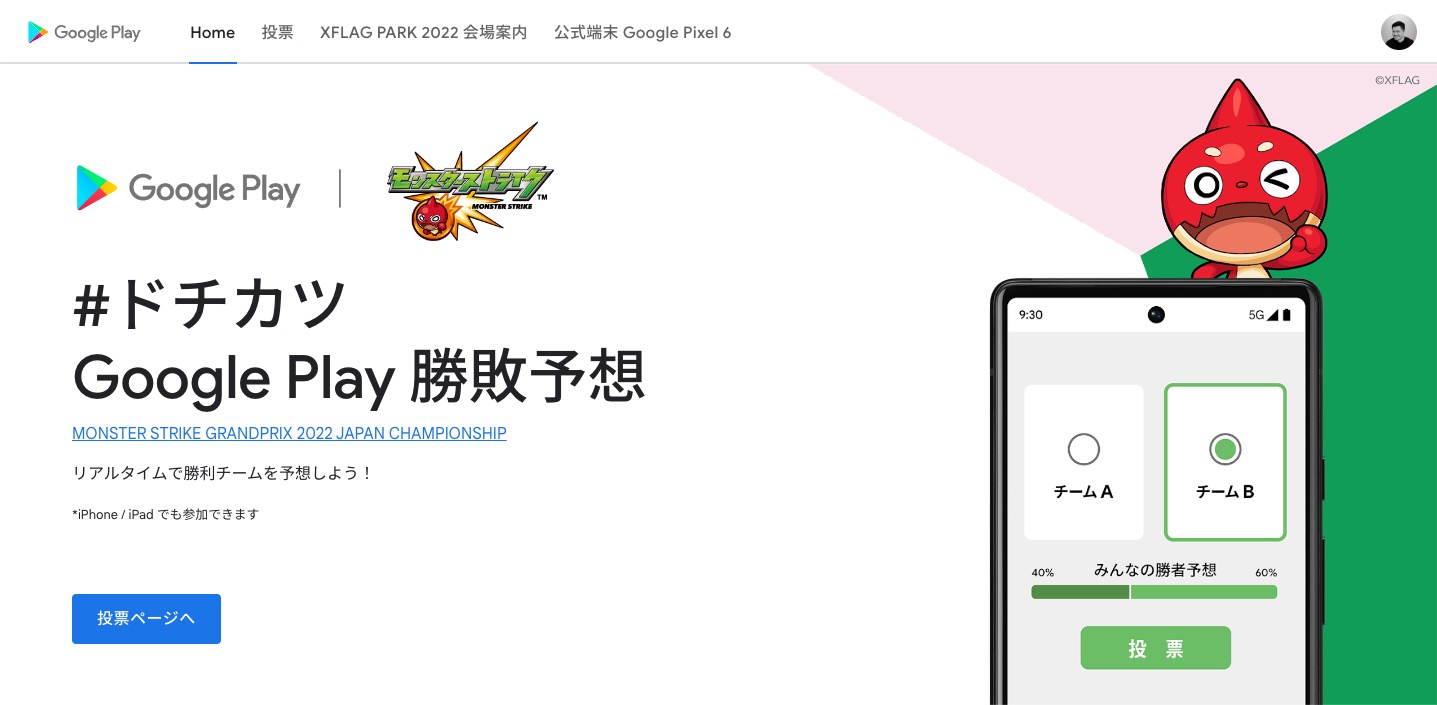 Google Play
Home 投票 XFLAG PARK 2022 会場案内 公式端末 Google Pixel 6
©XFLAG
Google Play
モンスターストライク
MONSTER STRIKE TM
#ドチカツ
Google Play 勝敗予想
MONSTER STRIKE GRANDPRIX 2022 JAPAN CHAMPIONSHIP
リアルタイムで勝利チームを予想しよう！
*iPhone / iPad でも参加できます
投票ページへ
9:30 5G
チーム A
チーム B
40% みんなの勝者予想 60%
投 票